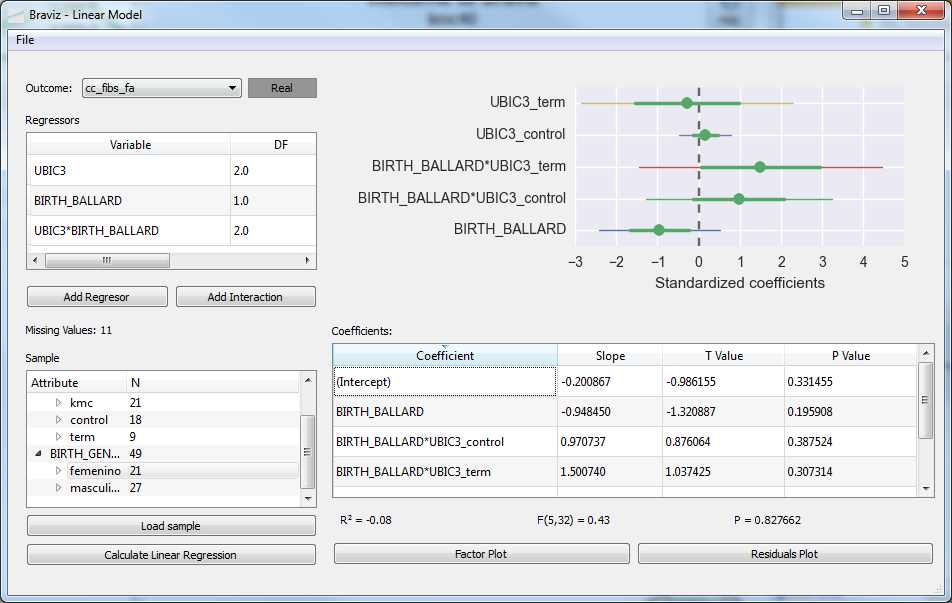 Braviz - Linear Model
File
Outcome: cc_fibs_fa Real
Regressors
Variable DF
UBIC3 2.0
BIRTH_BALLARD 1.0
UBIC3*BIRTH_BALLARD 2.0
Add Regresor Add Interaction
Missing Values: 11
Sample
Attribute N
kmc 21
control 18
term 9
BIRTH_GEN... 49
femenino 21
masculi... 27
Load sample
Calculate Linear Regression
UBIC3_term
UBIC3_control
BIRTH_BALLARD*UBIC3_term
BIRTH_BALLARD*UBIC3_control
BIRTH_BALLARD
−3 −2 −1 0 1 2 3 4 5
Standardized coefficients
Coefficients:
Coefficient Slope T Value P Value
(Intercept) -0.200867 -0.986155 0.331455
BIRTH_BALLARD -0.948450 -1.320887 0.195908
BIRTH_BALLARD*UBIC3_control 0.970737 0.876064 0.387524
BIRTH_BALLARD*UBIC3_term 1.500740 1.037425 0.307314
R² = -0.08 F(5,32) = 0.43 P = 0.827662
Factor Plot Residuals Plot